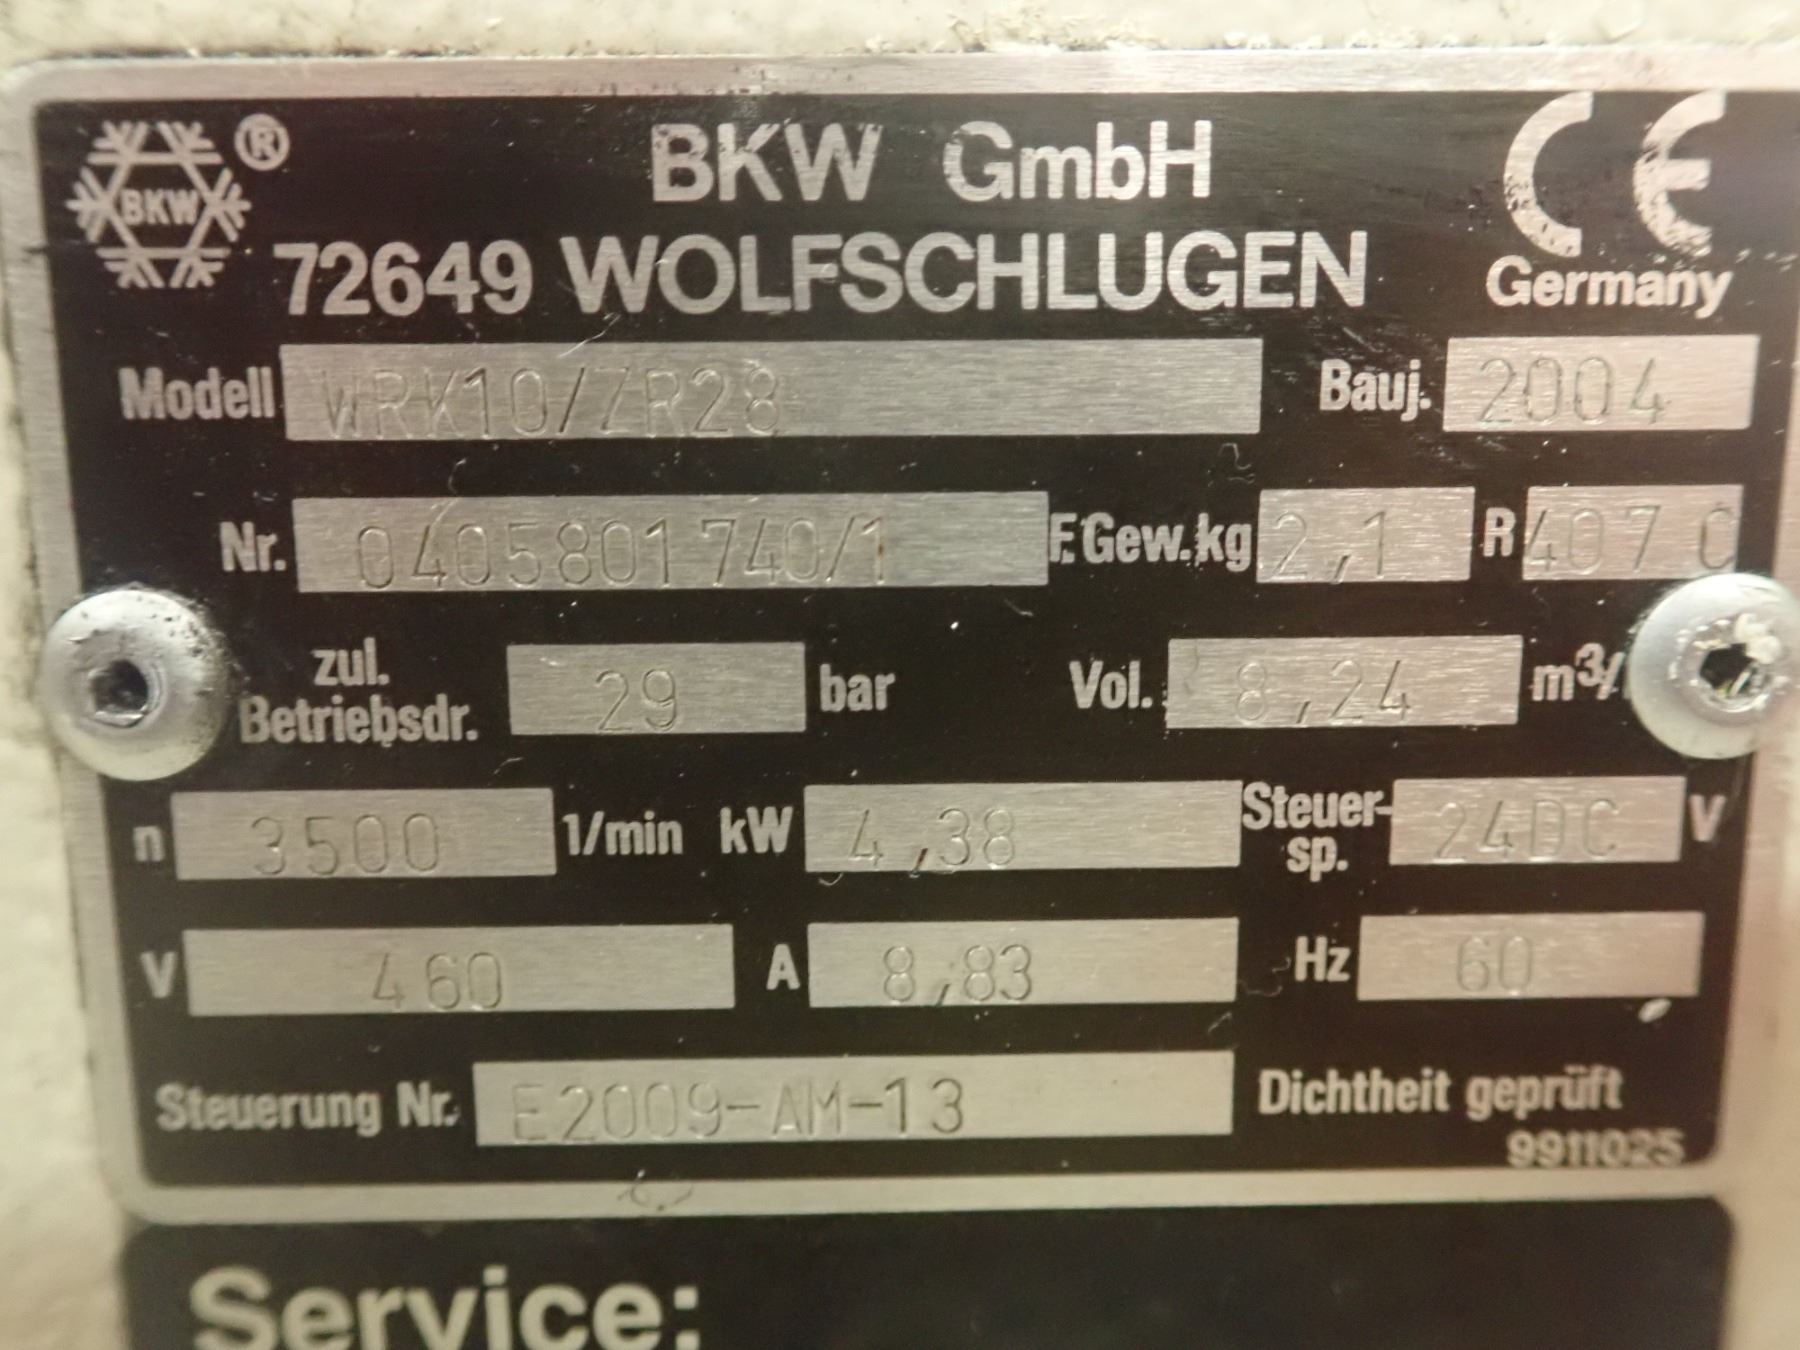 BKW ®
BKW GmbH CE
72649 WOLFSCHLUGEN Germany
Modell WRK10/ZR28 Bauj. 2004
Nr. 0405801740/1 F.Gew.kg 2,1 R 407 C
zul. Betriebsdr. 29 bar Vol. 8,24 m³/
n 3500 1/min kW 4,38 Steuer-sp. 24DC V
V 460 A 8,83 Hz 60
Steuerung Nr. E2009-AM-13 Dichtheit geprüft
9911025
Service: